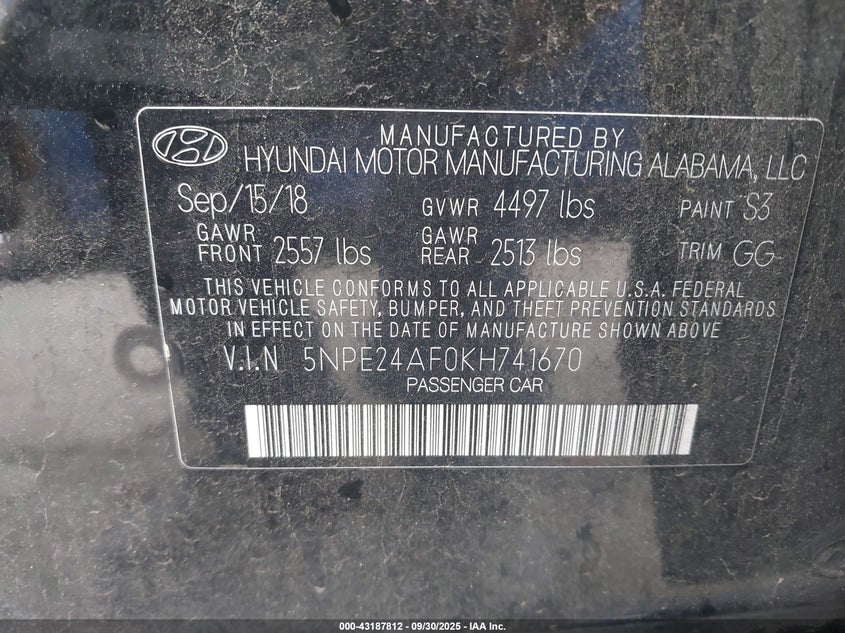 MANUFACTURED BY
HYUNDAI MOTOR MANUFACTURING ALABAMA, LLC
Sep/15/18 GVWR 4497 lbs PAINT S3
GAWR FRONT 2557 lbs GAWR REAR 2513 lbs TRIM GG
THIS VEHICLE CONFORMS TO ALL APPLICABLE U.S.A. FEDERAL
MOTOR VEHICLE SAFETY, BUMPER, AND THEFT PREVENTION STANDARDS
IN EFFECT ON THE DATE OF MANUFACTURE SHOWN ABOVE
V.I.N 5NPE24AF0KH741670
PASSENGER CAR
000-43187812 - 09/30/2025 - IAA Inc.